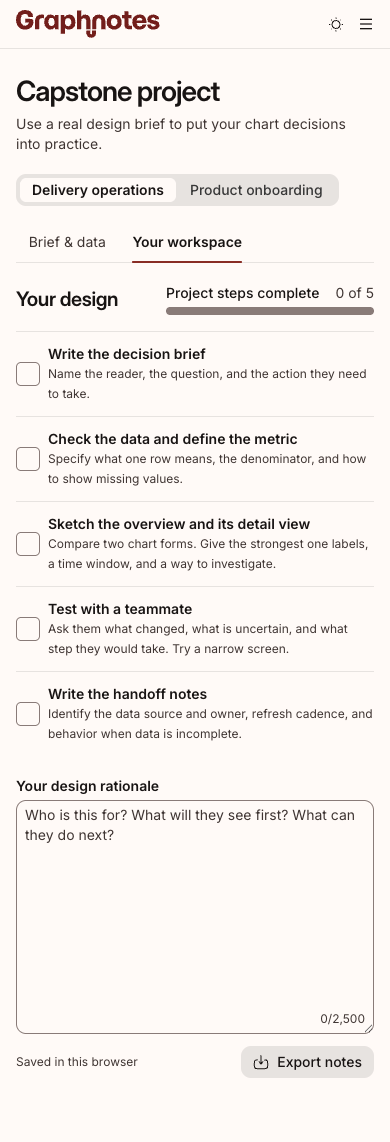 Graphnotes
Capstone project
Use a real design brief to put your chart decisions
into practice.
Delivery operations
Product onboarding
Brief & data
Your workspace
Your design
Project steps complete
0 of 5
Write the decision brief
Name the reader, the question, and the action they need
to take.
Check the data and define the metric
Specify what one row means, the denominator, and how
to show missing values.
Sketch the overview and its detail view
Compare two chart forms. Give the strongest one labels,
a time window, and a way to investigate.
Test with a teammate
Ask them what changed, what is uncertain, and what
step they would take. Try a narrow screen.
Write the handoff notes
Identify the data source and owner, refresh cadence, and
behavior when data is incomplete.
Your design rationale
Who is this for? What will they see first? What can
they do next?
0/2,500
Saved in this browser
Export notes